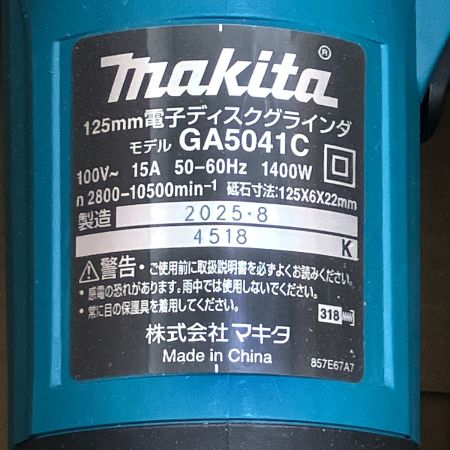 makita®
125mm電子ディスクグラインダ
モデル GA5041C
100V~ 15A 50-60Hz 1400W
n 2800-10500min⁻¹ 砥石寸法:125X6X22mm
製造 2025・8
4518 K
警告・ご使用前に取扱説明書を必ずよくお読みください。
・感電の恐れがあります。雨中では使用しないでください。
・常に目の保護具を着用してください。
318
株式会社 マキタ
Made in China
857E67A7